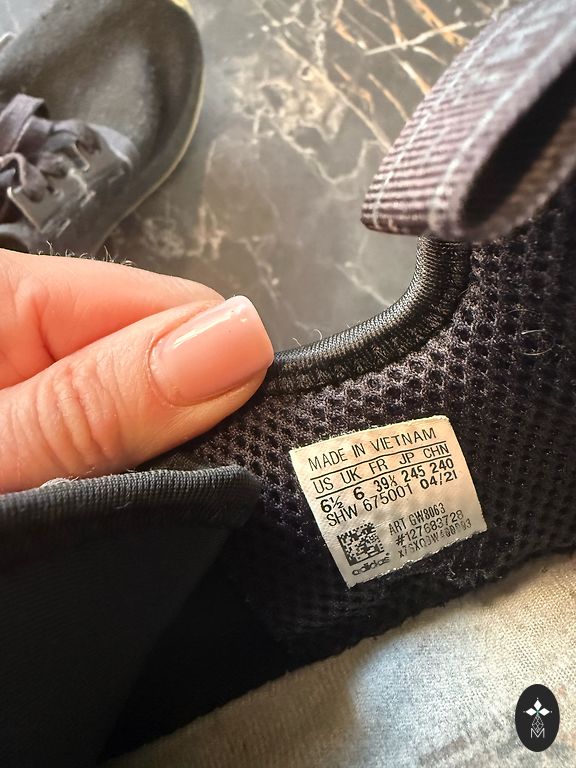 MADE IN VIETNAM
US UK FR JP CHN
6½ 6 39⅓ 245 240
SHW 675001 04/21
ART GW8063
#127683729
adidas
M